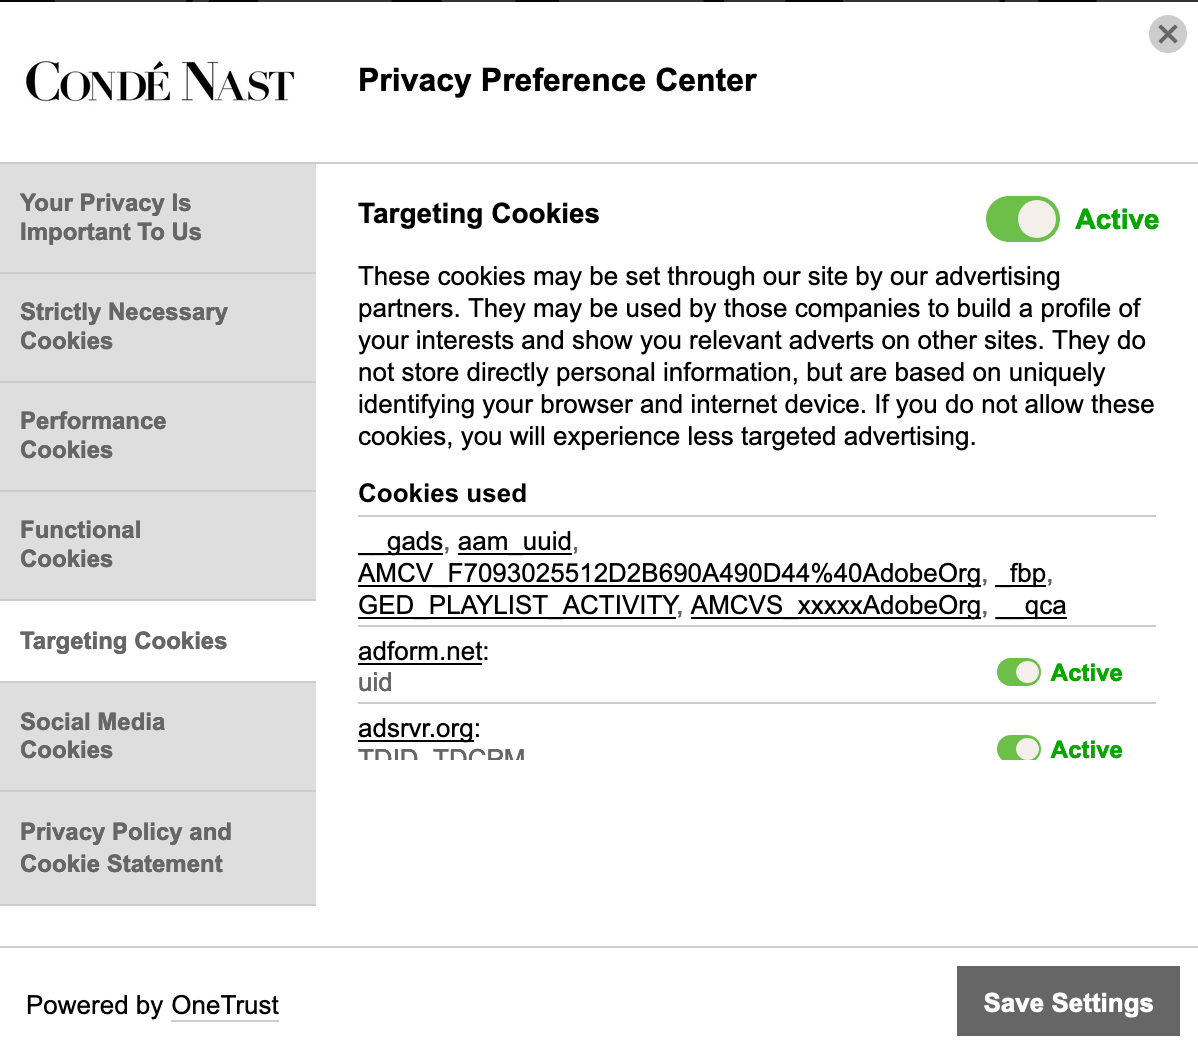 CONDÉ NAST
Privacy Preference Center
Your Privacy Is
Important To Us
Strictly Necessary
Cookies
Performance
Cookies
Functional
Cookies
Targeting Cookies
Social Media
Cookies
Privacy Policy and
Cookie Statement
Targeting Cookies
Active
These cookies may be set through our site by our advertising
partners. They may be used by those companies to build a profile of
your interests and show you relevant adverts on other sites. They do
not store directly personal information, but are based on uniquely
identifying your browser and internet device. If you do not allow these
cookies, you will experience less targeted advertising.
Cookies used
__gads, aam_uuid,
AMCV_F7093025512D2B690A490D44%40AdobeOrg, _fbp,
GED_PLAYLIST_ACTIVITY, AMCVS_xxxxxAdobeOrg, __qca
adform.net:
uid
Active
adsrvr.org:
TDID, TDCPM
Active
Powered by OneTrust
Save Settings